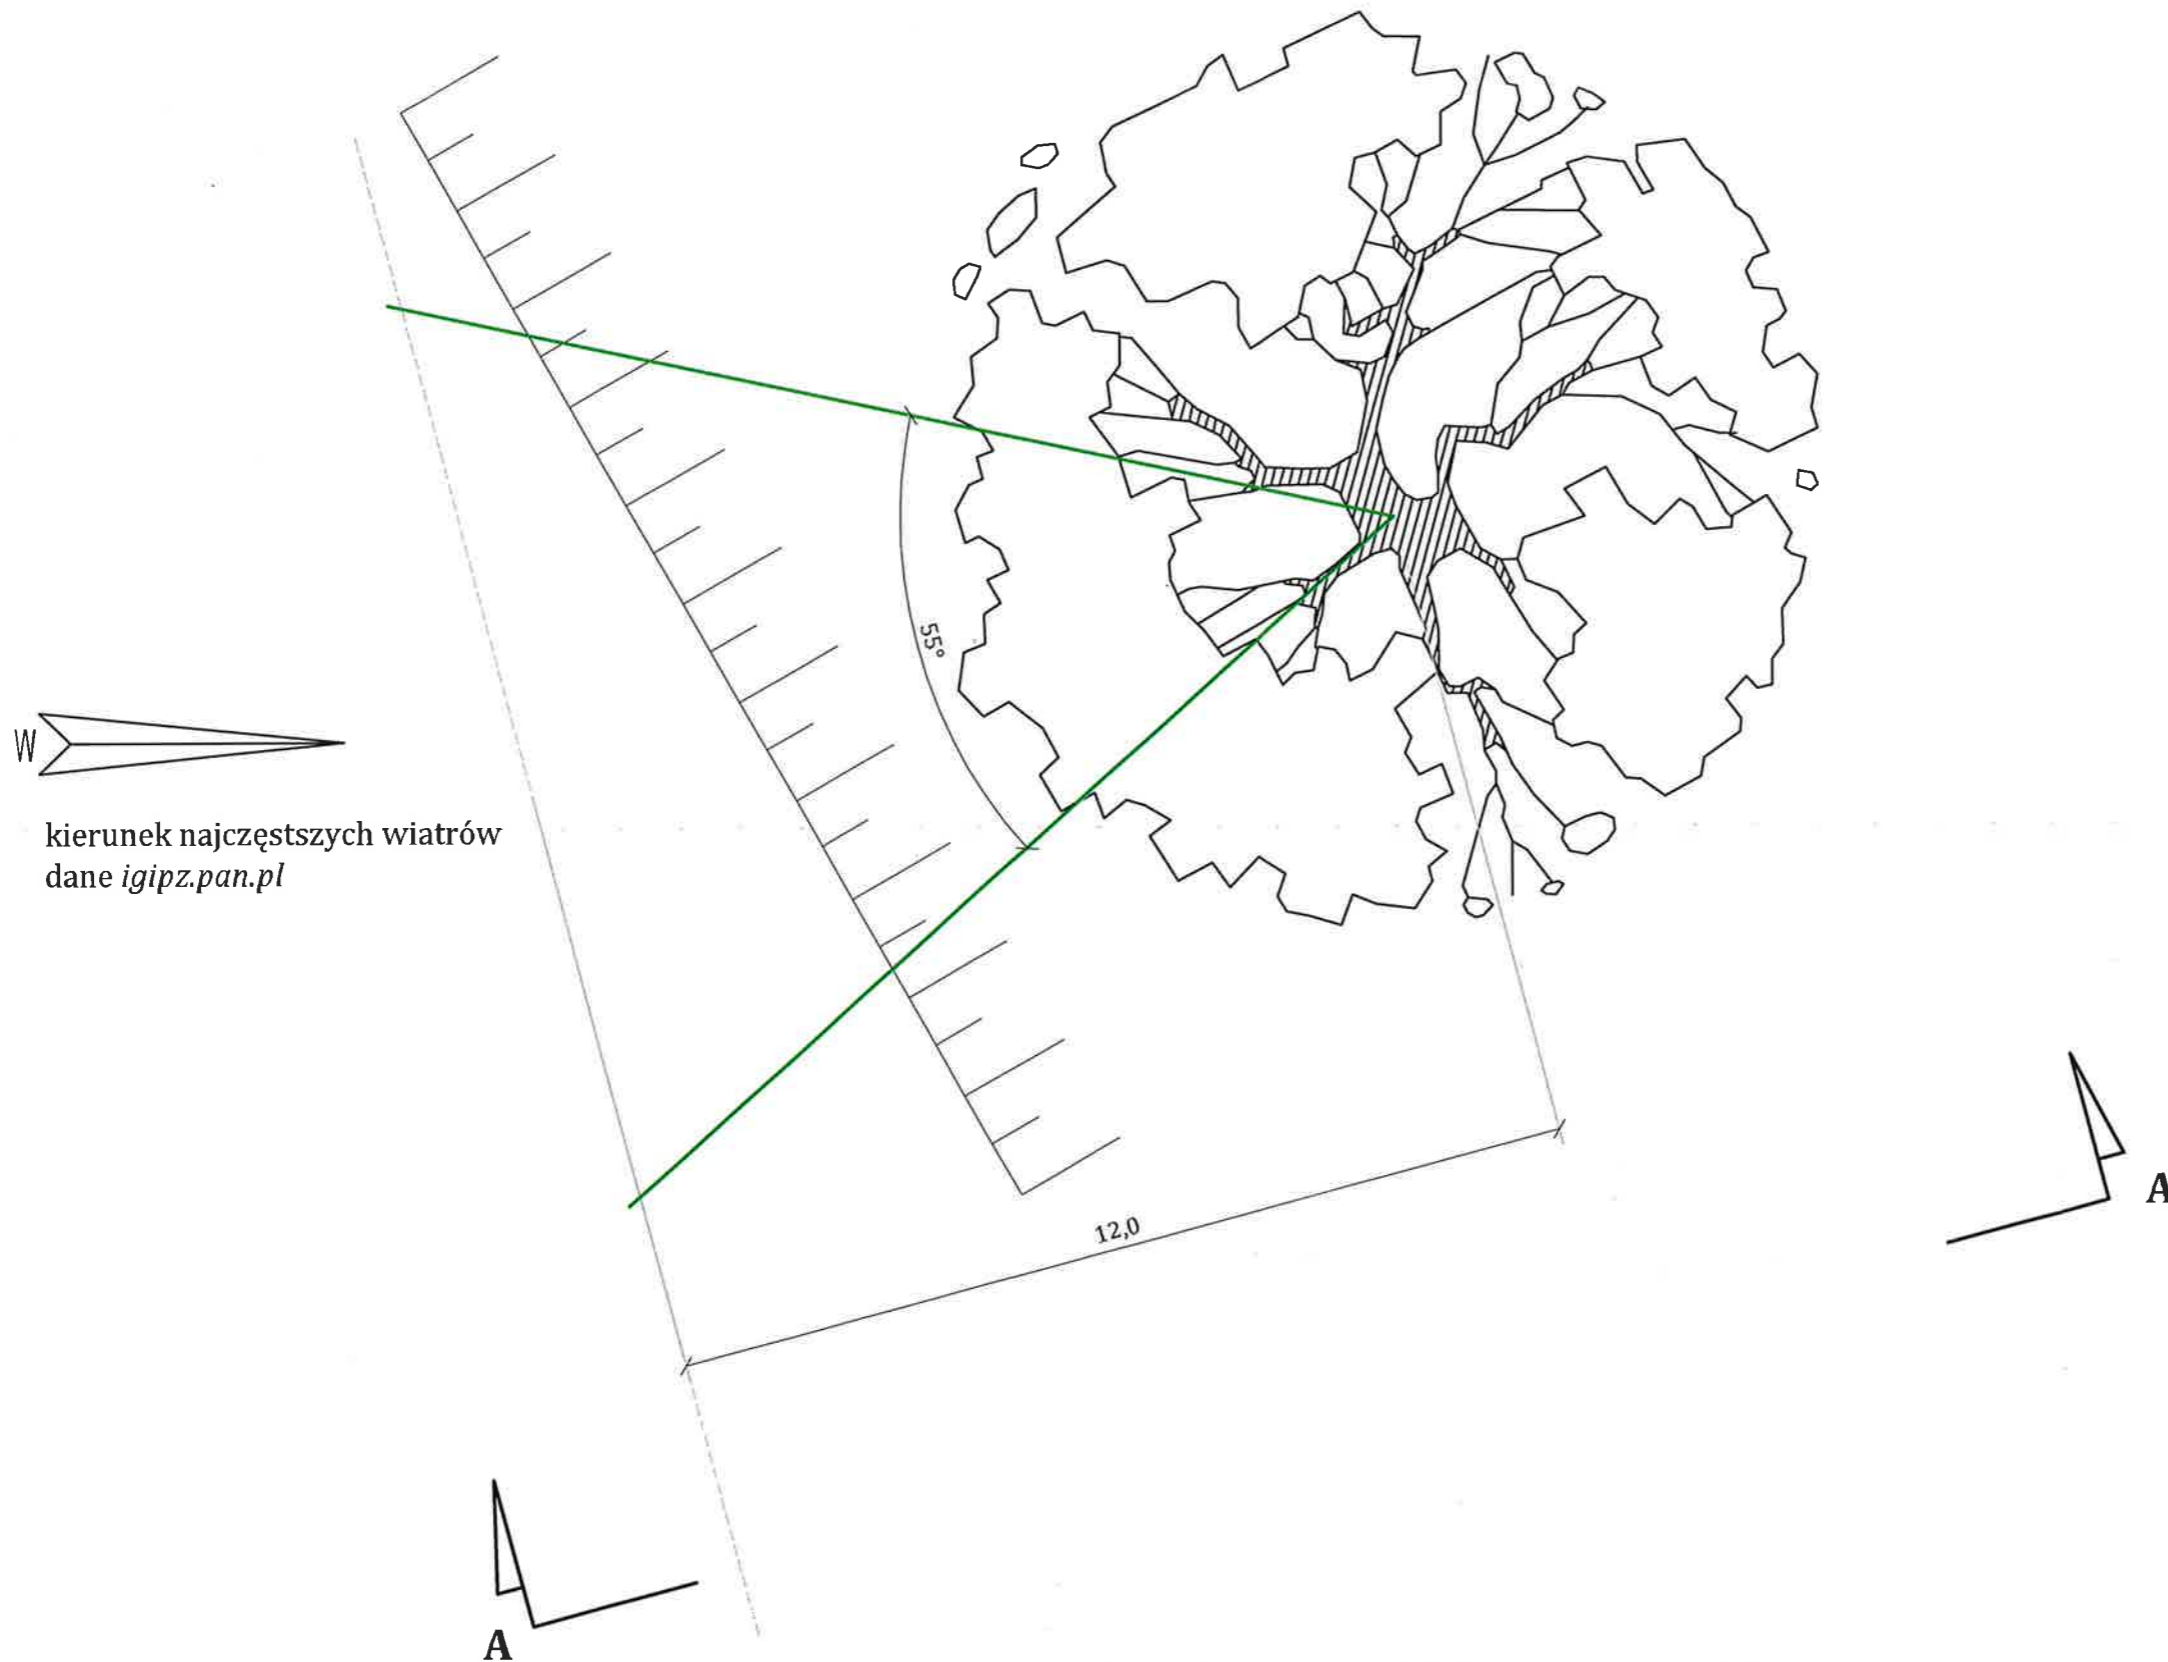 55°
W
kierunek najczęstszych wiatrów
dane igipz.pan.pl
12,0
A
A